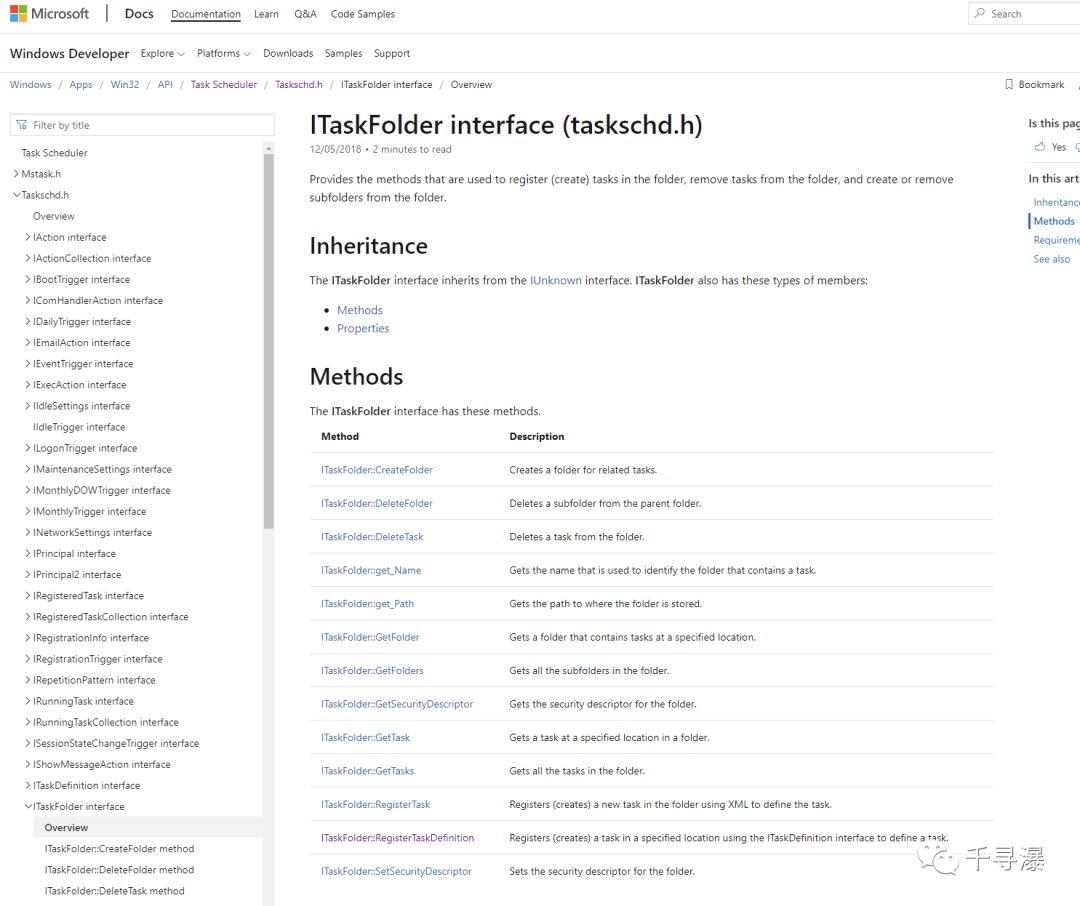 Microsoft | Docs Documentation Learn Q&A Code Samples Search
Windows Developer Explore Platforms Downloads Samples Support
Windows / Apps / Win32 / API / Task Scheduler / Taskschd.h / ITaskFolder interface / Overview Bookmark
Filter by title
Task Scheduler
Mstask.h
Taskschd.h
Overview
IAction interface
IActionCollection interface
IBootTrigger interface
IComHandlerAction interface
IDailyTrigger interface
IEmailAction interface
IEventTrigger interface
IExecAction interface
IIdleSettings interface
IIdleTrigger interface
ILogonTrigger interface
IMaintenanceSettings interface
IMonthlyDOWTrigger interface
IMonthlyTrigger interface
INetworkSettings interface
IPrincipal interface
IPrincipal2 interface
IRegisteredTask interface
IRegisteredTaskCollection interface
IRegistrationInfo interface
IRegistrationTrigger interface
IRepetitionPattern interface
IRunningTask interface
IRunningTaskCollection interface
ISessionStateChangeTrigger interface
IShowMessageAction interface
ITaskDefinition interface
ITaskFolder interface
Overview
ITaskFolder::CreateFolder method
ITaskFolder::DeleteFolder method
ITaskFolder::DeleteTask method
ITaskFolder interface (taskschd.h)
12/05/2018 • 2 minutes to read
Provides the methods that are used to register (create) tasks in the folder, remove tasks from the folder, and create or remove
subfolders from the folder.
Inheritance
The ITaskFolder interface inherits from the IUnknown interface. ITaskFolder also has these types of members:
• Methods
• Properties
Methods
The ITaskFolder interface has these methods.
Method Description
ITaskFolder::CreateFolder Creates a folder for related tasks.
ITaskFolder::DeleteFolder Deletes a subfolder from the parent folder.
ITaskFolder::DeleteTask Deletes a task from the folder.
ITaskFolder::get_Name Gets the name that is used to identify the folder that contains a task.
ITaskFolder::get_Path Gets the path to where the folder is stored.
ITaskFolder::GetFolder Gets a folder that contains tasks at a specified location.
ITaskFolder::GetFolders Gets all the subfolders in the folder.
ITaskFolder::GetSecurityDescriptor Gets the security descriptor for the folder.
ITaskFolder::GetTask Gets a task at a specified location in a folder.
ITaskFolder::GetTasks Gets all the tasks in the folder.
ITaskFolder::RegisterTask Registers (creates) a new task in the folder using XML to define the task.
ITaskFolder::RegisterTaskDefinition Registers (creates) a task in a specified location using the ITaskDefinition interface to define a task.
ITaskFolder::SetSecurityDescriptor Sets the security descriptor for the folder.
Is this pag
Yes
In this art
Inheritance
Methods
Requireme
See also
千寻瀑